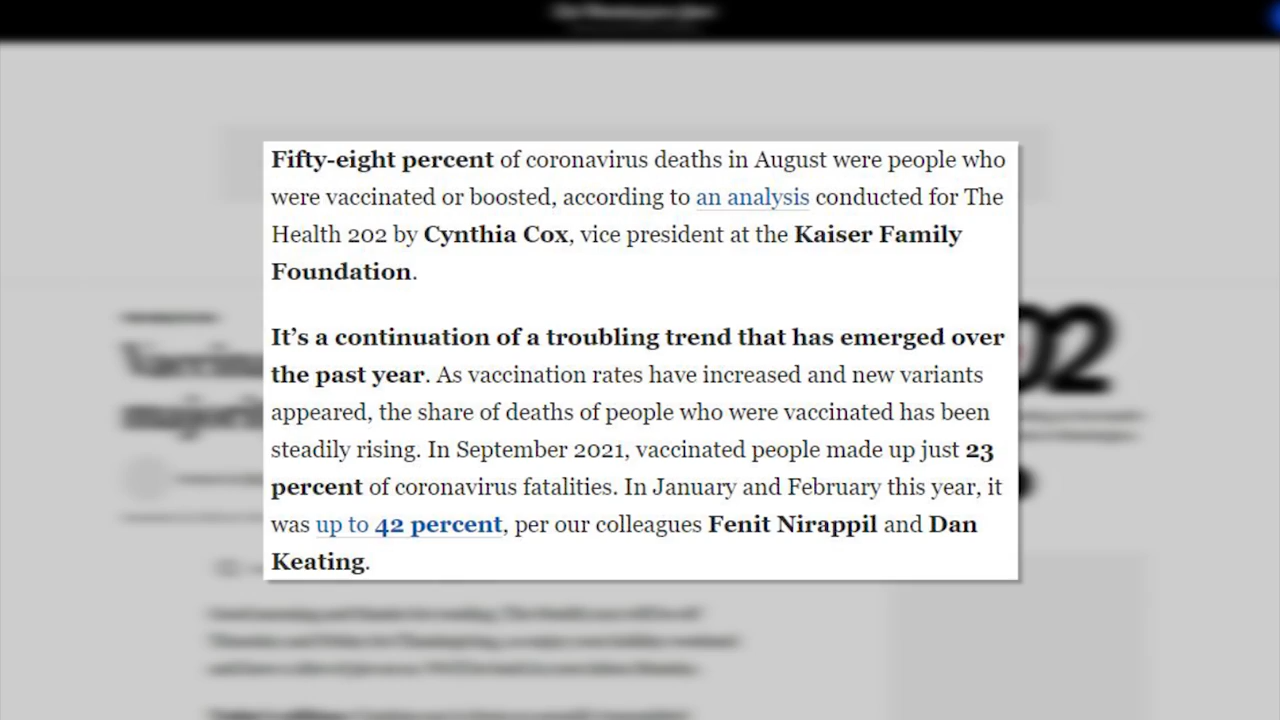 Fifty-eight percent of coronavirus deaths in August were people who
were vaccinated or boosted, according to an analysis conducted for The
Health 202 by Cynthia Cox, vice president at the Kaiser Family
Foundation.
It’s a continuation of a troubling trend that has emerged over
the past year. As vaccination rates have increased and new variants
appeared, the share of deaths of people who were vaccinated has been
steadily rising. In September 2021, vaccinated people made up just 23
percent of coronavirus fatalities. In January and February this year, it
was up to 42 percent, per our colleagues Fenit Nirappil and Dan
Keating.